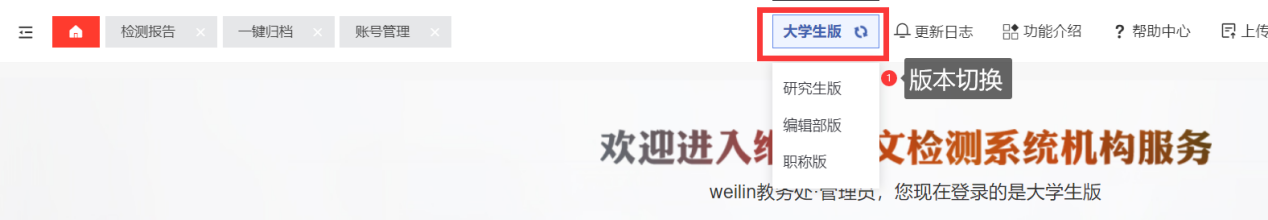 检测报告 × 一键归档 × 账号管理 × 大学生版 更新日志 功能介绍 ? 帮助中心 上传
研究生版
1 版本切换
编辑部版
职称版
欢迎进入 文检测系统机构服务
weilin教务处·管理员，您现在登录的是大学生版